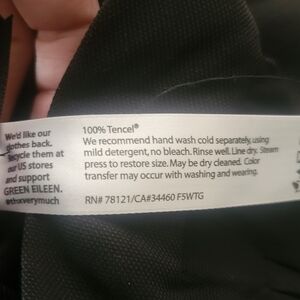 We'd like our
clothes back.
Recycle them at
our US stores
and support
GREEN EILEEN.
#thxverymuch
100% Tencel®
We recommend hand wash cold separately, using
mild detergent, no bleach. Rinse well. Line dry. Steam
press to restore size. May be dry cleaned. Color
transfer may occur with washing and wearing.
RN# 78121/CA#34460 F5WTG